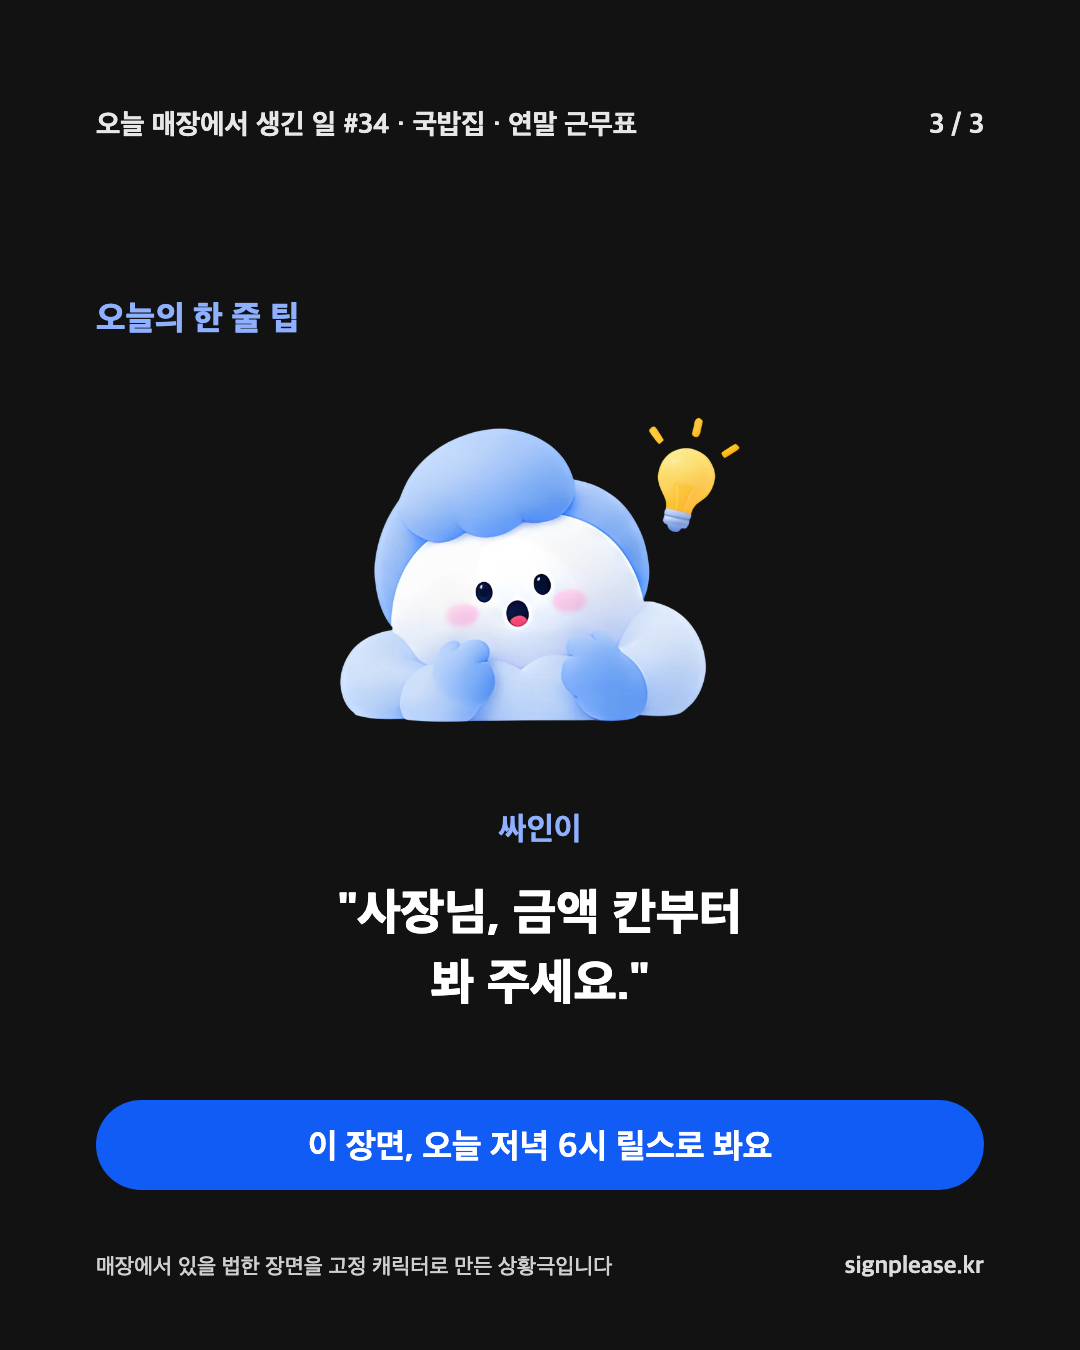 오늘 매장에서 생긴 일 #34 · 국밥집 · 연말 근무표
3 / 3
오늘의 한 줄 팁
싸인이
"사장님, 금액 칸부터
봐 주세요."
이 장면, 오늘 저녁 6시 릴스로 봐요
매장에서 있을 법한 장면을 고정 캐릭터로 만든 상황극입니다
signplease.kr